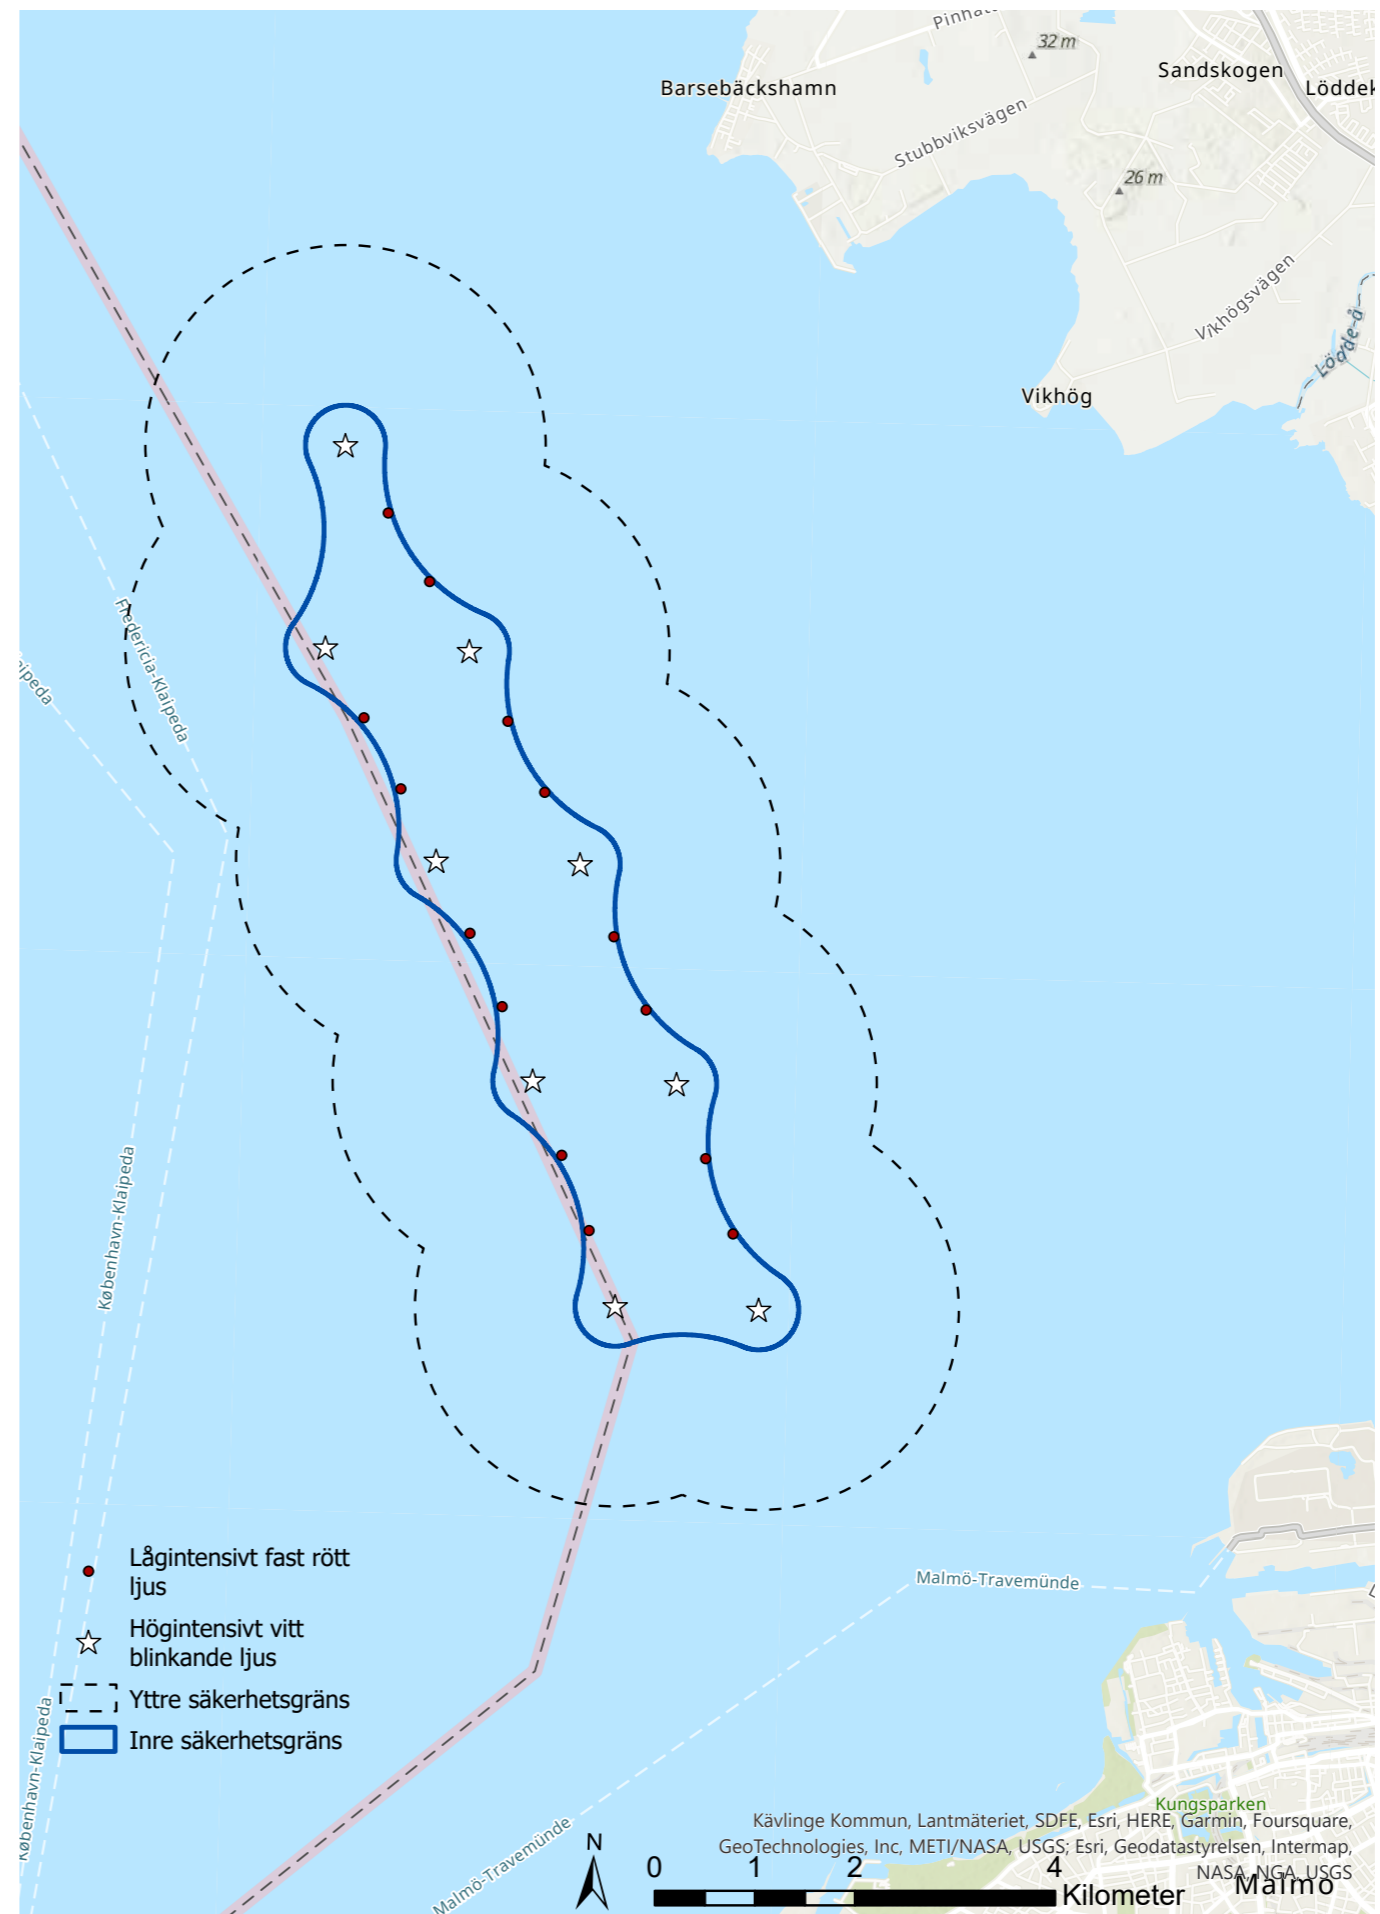 Pinhät
32 m
Sandskogen
Barsebäckshamn
Löddek
Stubbviksvägen
26 m
Vikhögsvägen
Lödde å
Vikhög
Fredericia-Klaipeda
aipeda
København-Klaipeda
Lågintensivt fast rött
ljus
Högintensivt vitt
blinkande ljus
Yttre säkerhetsgräns
Inre säkerhetsgräns
København-Klaipeda
Malmö-Travemünde
Malmö-Travemünde
Kungsparken
Kävlinge Kommun, Lantmäteriet, SDFE, Esri, HERE, Garmin, Foursquare,
GeoTechnologies, Inc, METI/NASA, USGS; Esri, Geodatastyrelsen, Intermap,
NASA, NGA, USGS
Malmö
N
0 1 2 4
Kilometer